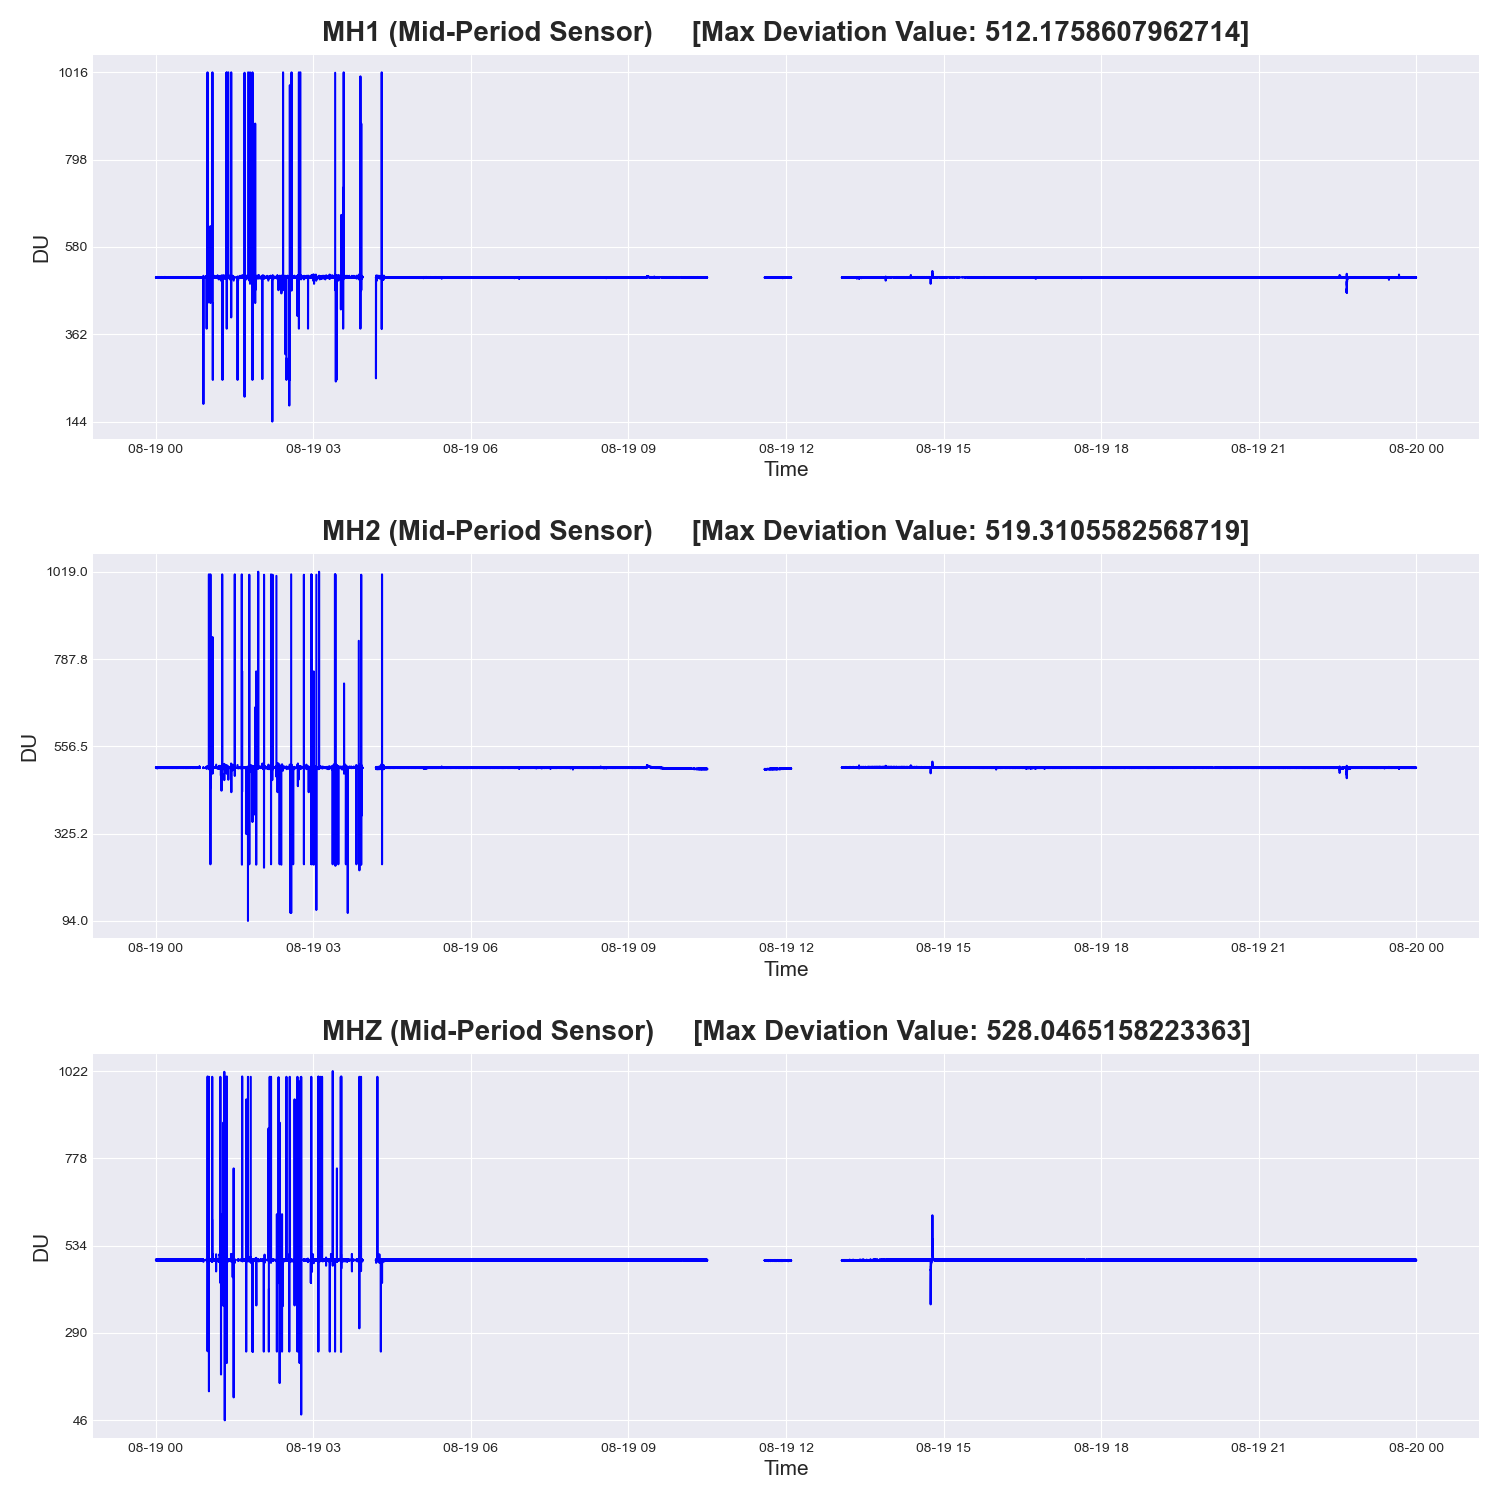 MH1 (Mid-Period Sensor) [Max Deviation Value: 512.1758607962714]
1016
798
580
362
144
DU
08-19 00 08-19 03 08-19 06 08-19 09 08-19 12 08-19 15 08-19 18 08-19 21 08-20 00
Time
MH2 (Mid-Period Sensor) [Max Deviation Value: 519.3105582568719]
1019.0
787.8
556.5
325.2
94.0
DU
08-19 00 08-19 03 08-19 06 08-19 09 08-19 12 08-19 15 08-19 18 08-19 21 08-20 00
Time
MHZ (Mid-Period Sensor) [Max Deviation Value: 528.0465158223363]
1022
778
534
290
46
DU
08-19 00 08-19 03 08-19 06 08-19 09 08-19 12 08-19 15 08-19 18 08-19 21 08-20 00
Time